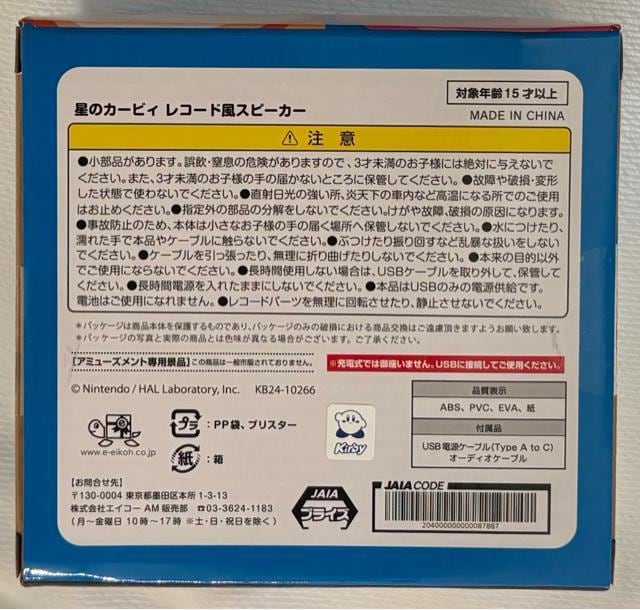 対象年齢15才以上
星のカービィ レコード風スピーカー
MADE IN CHINA
⚠ 注 意
●小部品があります。誤飲・窒息の危険がありますので、3才未満のお子様には絶対に与えないで
ください。また、3才未満のお子様の手の届かないところに保管してください。●故障や破損・変形
した状態で使わないでください。●直射日光の強い所、炎天下の車内など高温になる所でのご使用
はお止めください。●指定外の部品の分解をしないでください。けがや故障、破損の原因になります。
●事故防止のため、本体は小さなお子様の手の届く場所へ保管しないでください。●水につけたり、
濡れた手で本品やケーブルに触らないでください。●ぶつけたり振り回すなど乱暴な扱いをしない
でください。●ケーブルを引っ張ったり、無理に折り曲げたりしないでください。●本来の目的以外
でご使用にならないでください。●長時間使用しない場合は、USBケーブルを取り外して、保管して
ください。●長時間電源を入れたままにしないでください。●本品はUSBのみの電源供給です。
電池はご使用になれません。●レコードパーツを無理に回転させたり、静止させないでください。
*パッケージは商品本体を保護するものであり、パッケージのみの破損における商品交換はご遠慮頂きますようお願い致します。
*パッケージの写真と実際の商品とは色味が異なる場合がございます。ご了承ください。
【アミューズメント専用景品】この商品は一般市販されておりません。
※充電式では御座いません。USBに接続してご使用ください。
© Nintendo / HAL Laboratory, Inc. KB24-10266
品質表示
ABS、PVC、EVA、紙
付属品
USB電源ケーブル(Type A to C)
オーディオケーブル
www.e-eikoh.co.jp
プラ : PP袋、ブリスター
紙 : 箱
Kirby
【お問合せ先】
〒130-0004 東京都墨田区本所 1-3-13
株式会社エイコー AM 販売部 ☎03-3624-1183
(月～金曜日 10時～17時 ※土・日・祝日を除く)
JAIA
プライズ
JAIA CODE
2040000000000087887